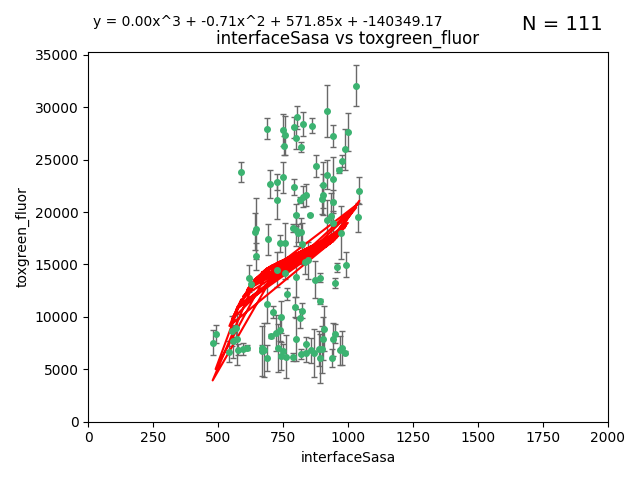 y = 0.00x^3 + -0.71x^2 + 571.85x + -140349.17
N = 111
interfaceSasa vs toxgreen_fluor
35000
30000
25000
20000
15000
10000
5000
0
toxgreen_fluor
0 250 500 750 1000 1250 1500 1750 2000
interfaceSasa